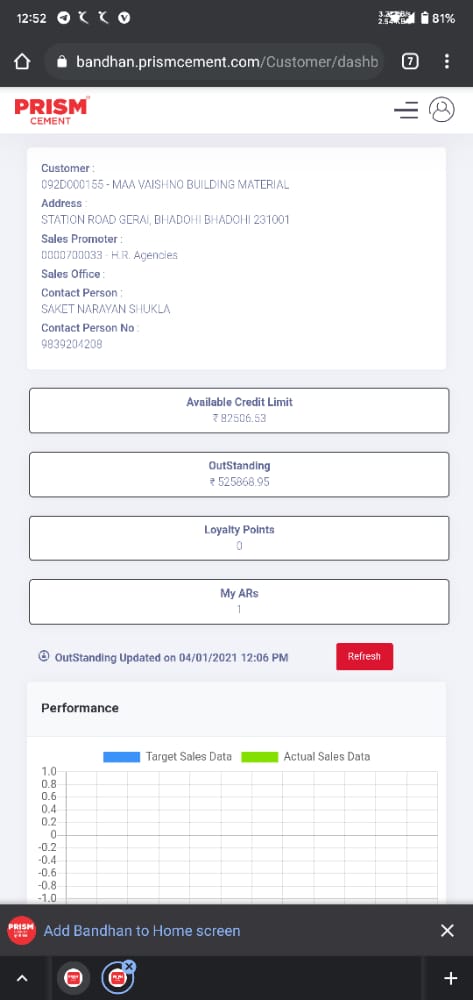 12:52
81%
bandhan.prismcement.com/Customer/dashb
7
PRISM
CEMENT
Customer :
092D000155 - MAA VAISHNO BUILDING MATERIAL
Address :
STATION ROAD GERAI, BHADOHI BHADOHI 231001
Sales Promoter :
0000700033 - H.R. Agencies
Sales Office :
Contact Person :
SAKET NARAYAN SHUKLA
Contact Person No :
9839204208
Available Credit Limit
₹ 82506.53
OutStanding
₹ 525868.95
Loyalty Points
0
My ARs
1
OutStanding Updated on 04/01/2021 12:06 PM
Refresh
Performance
Target Sales Data
Actual Sales Data
1.0
0.8
0.6
0.4
0.2
0
-0.2
-0.4
-0.6
-0.8
-1.0
PRISM
Add Bandhan to Home screen